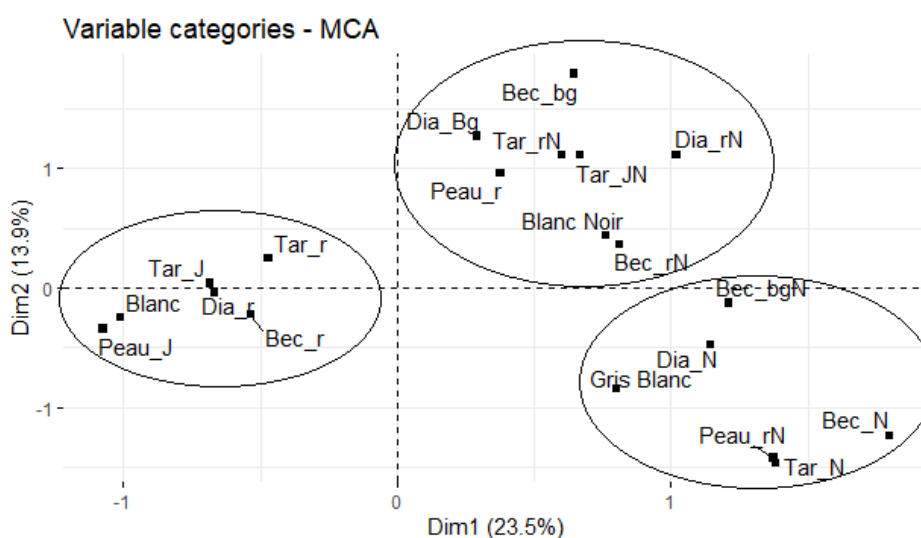 Variable categories - MCA
Bec_bg
Dia_Bg
Tar_rN
Dia_rN
Tar_JN
Peau_r
Blanc Noir
Bec_rN
Tar_r
Tar_J
Blanc
Dia_r
Peau_J
Bec_r
Bec_bgN
Dia_N
Gris Blanc
Bec_N
Peau_rN
Tar_N
1
0
-1
Dim2 (13.9%)
-1
0
1
Dim1 (23.5%)